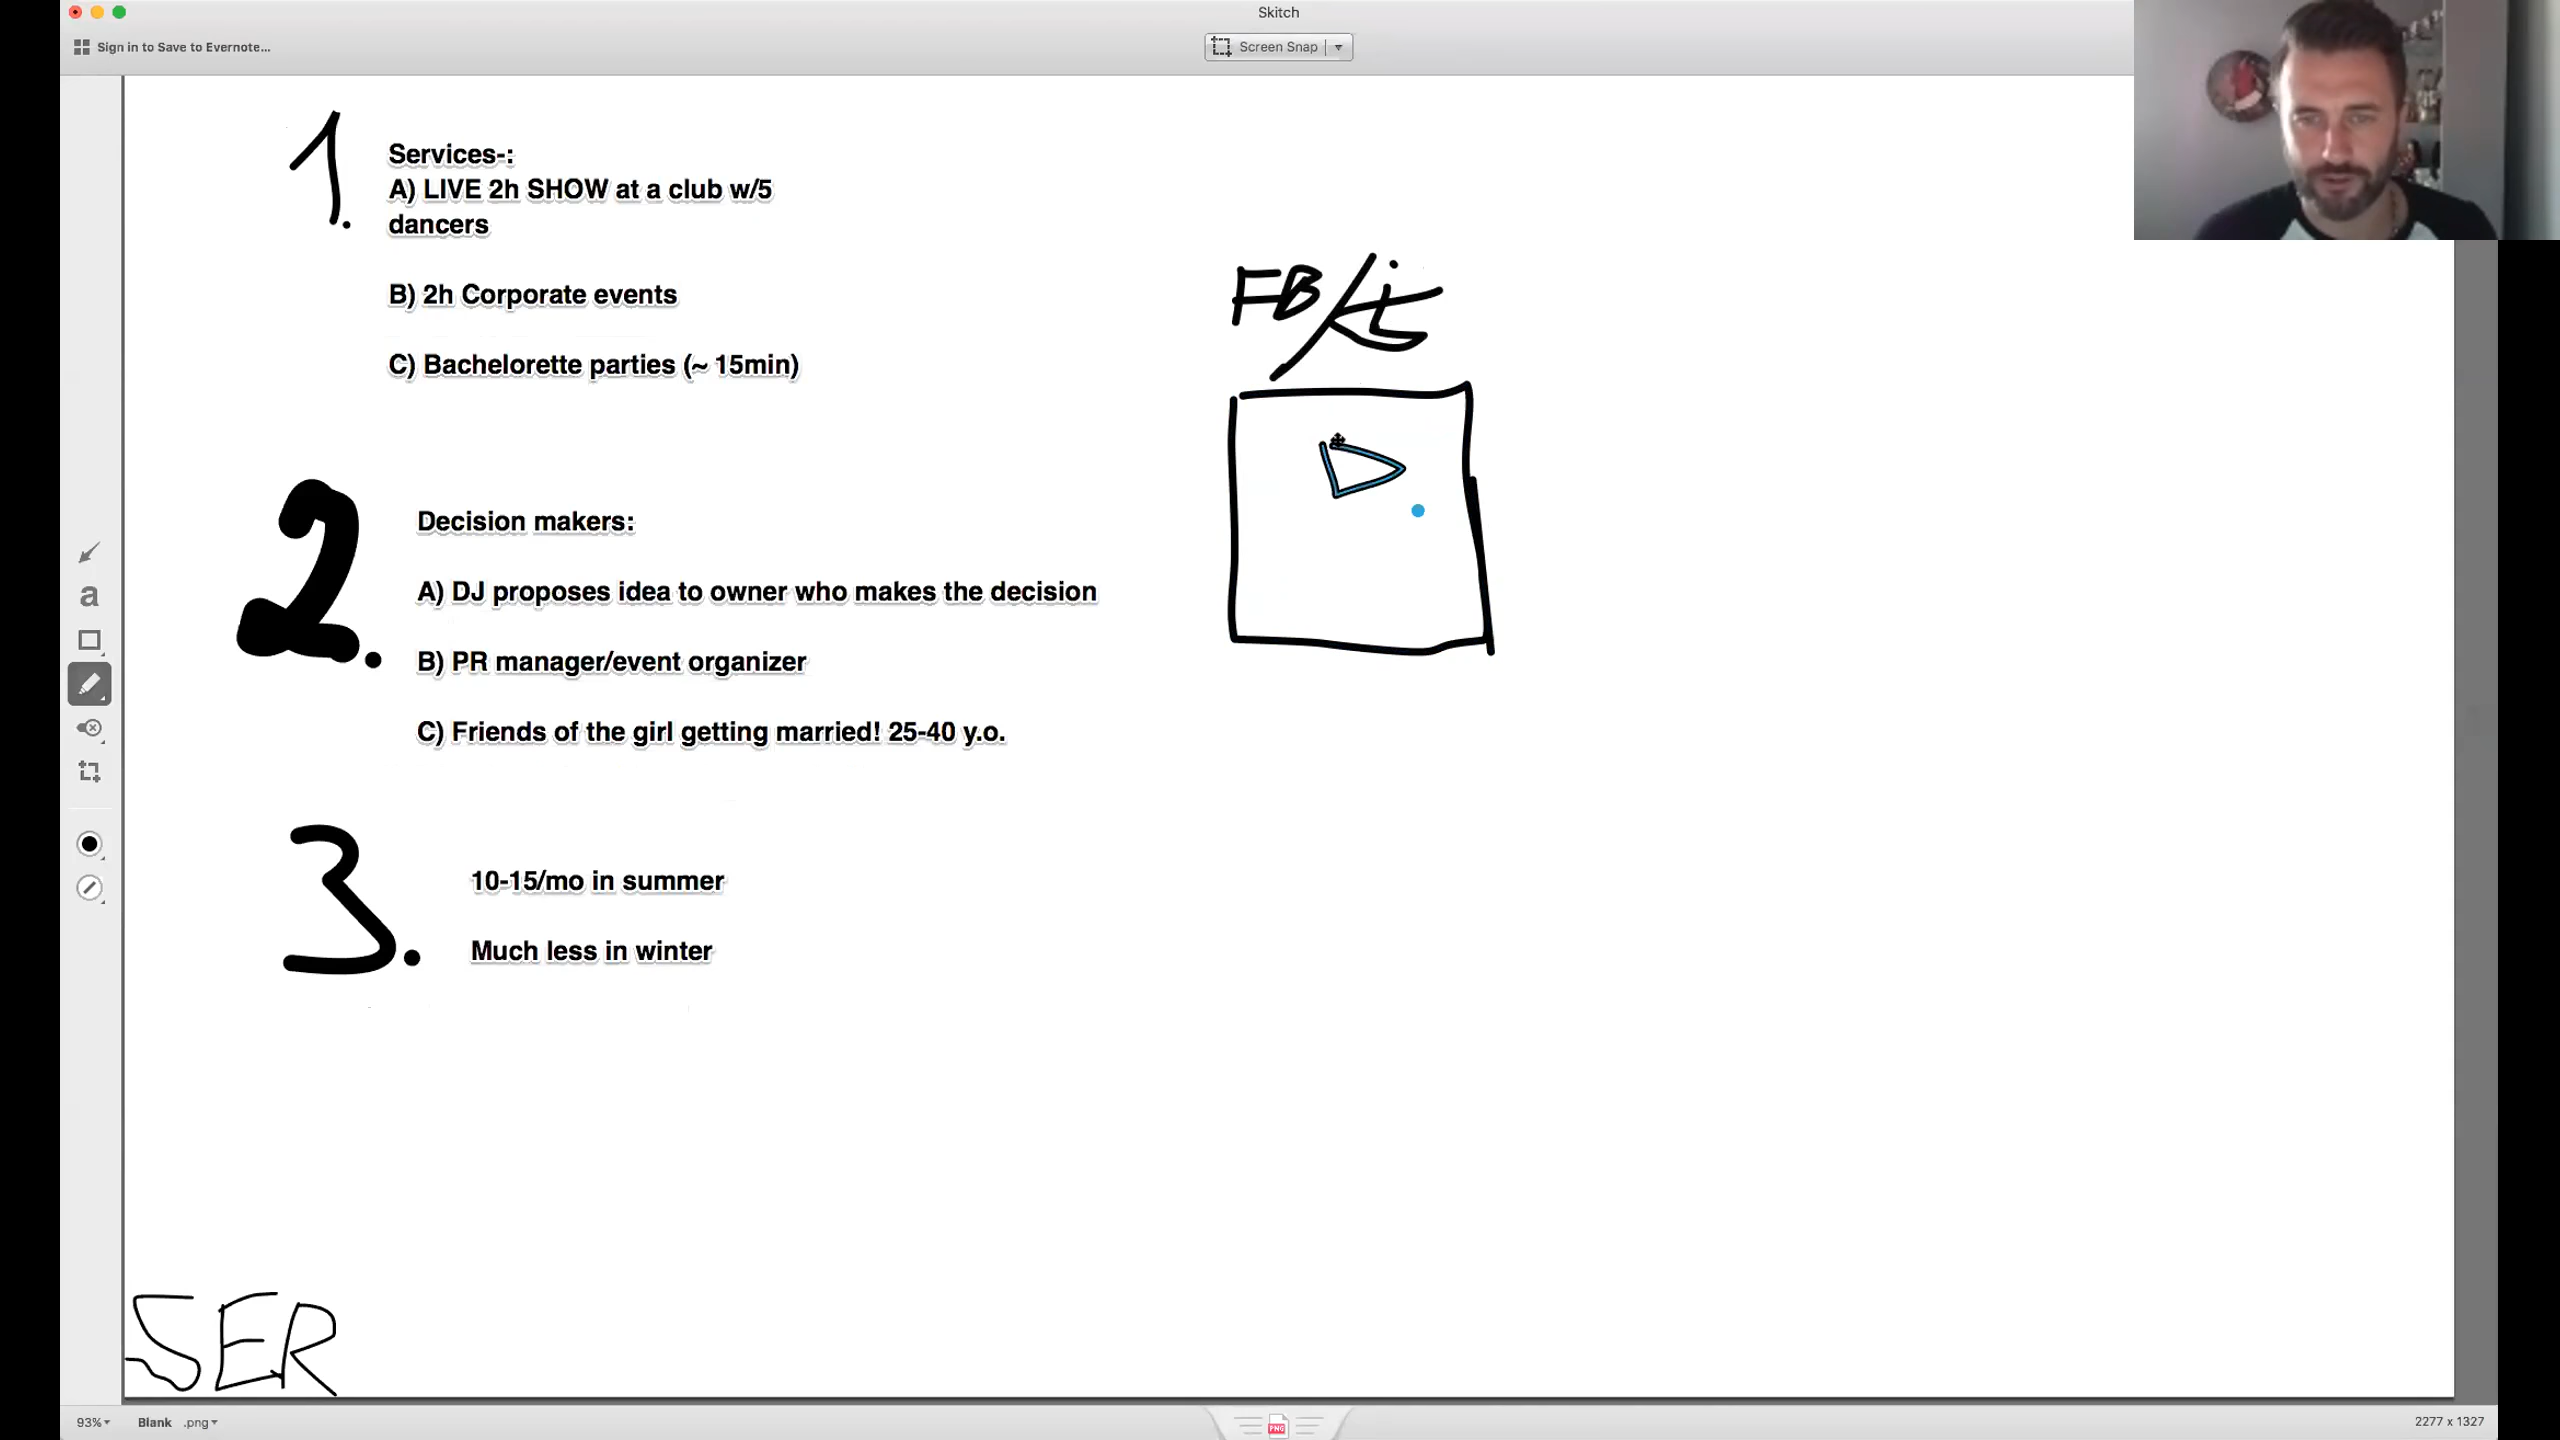 Skitch
Sign in to Save to Evernote...
Screen Snap
1.
Services-:
A) LIVE 2h SHOW at a club w/5
dancers
B) 2h Corporate events
C) Bachelorette parties (~ 15min)
FB/
2.
Decision makers:
A) DJ proposes idea to owner who makes the decision
B) PR manager/event organizer
C) Friends of the girl getting married! 25-40 y.o.
a
3.
10-15/mo in summer
Much less in winter
SER
93%
Blank .png
PNG
2277 x 1327